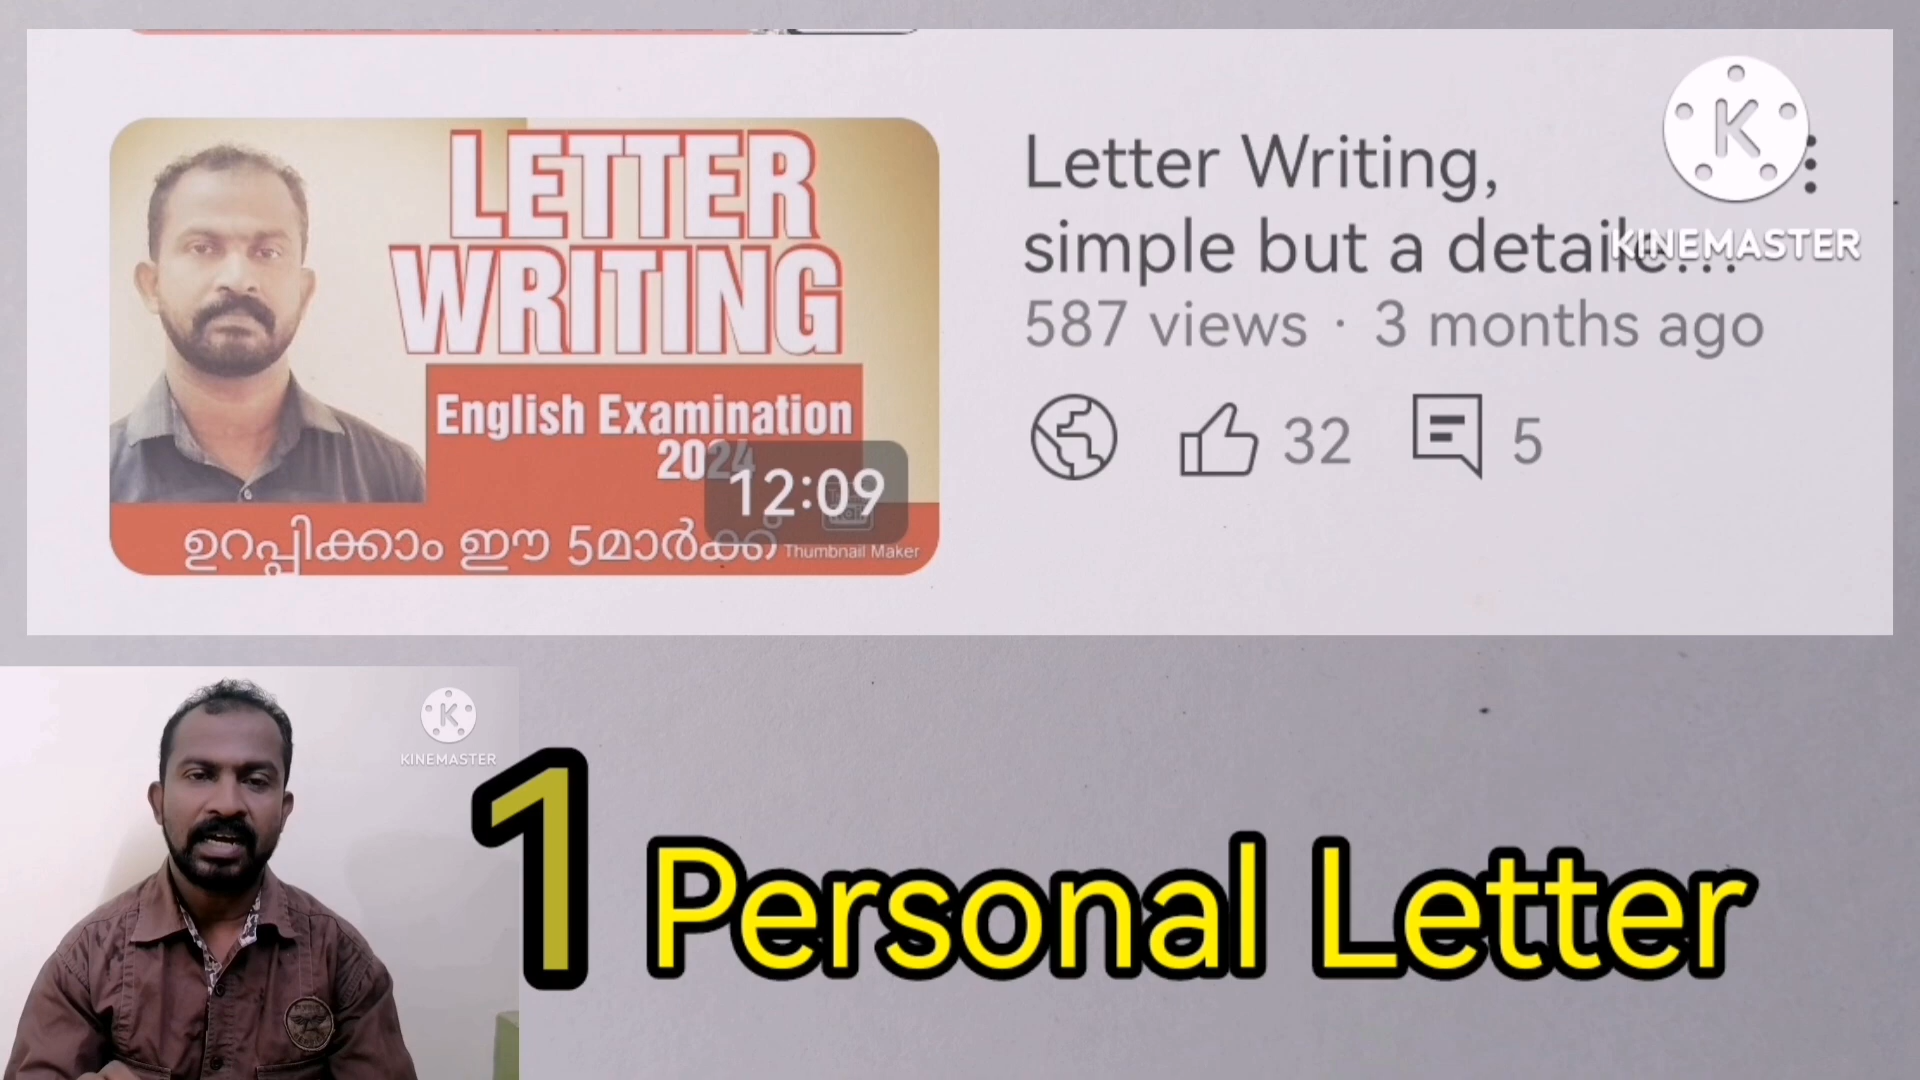 LETTER
WRITING
English Examination
2024
12:09
ഉറപ്പിക്കാം ഈ 5മാർക്ക്
Thumbnail Maker
Letter Writing,
simple but a detaile...
587 views · 3 months ago
32
5
K
KINEMASTER
K
KINEMASTER
1 Personal Letter